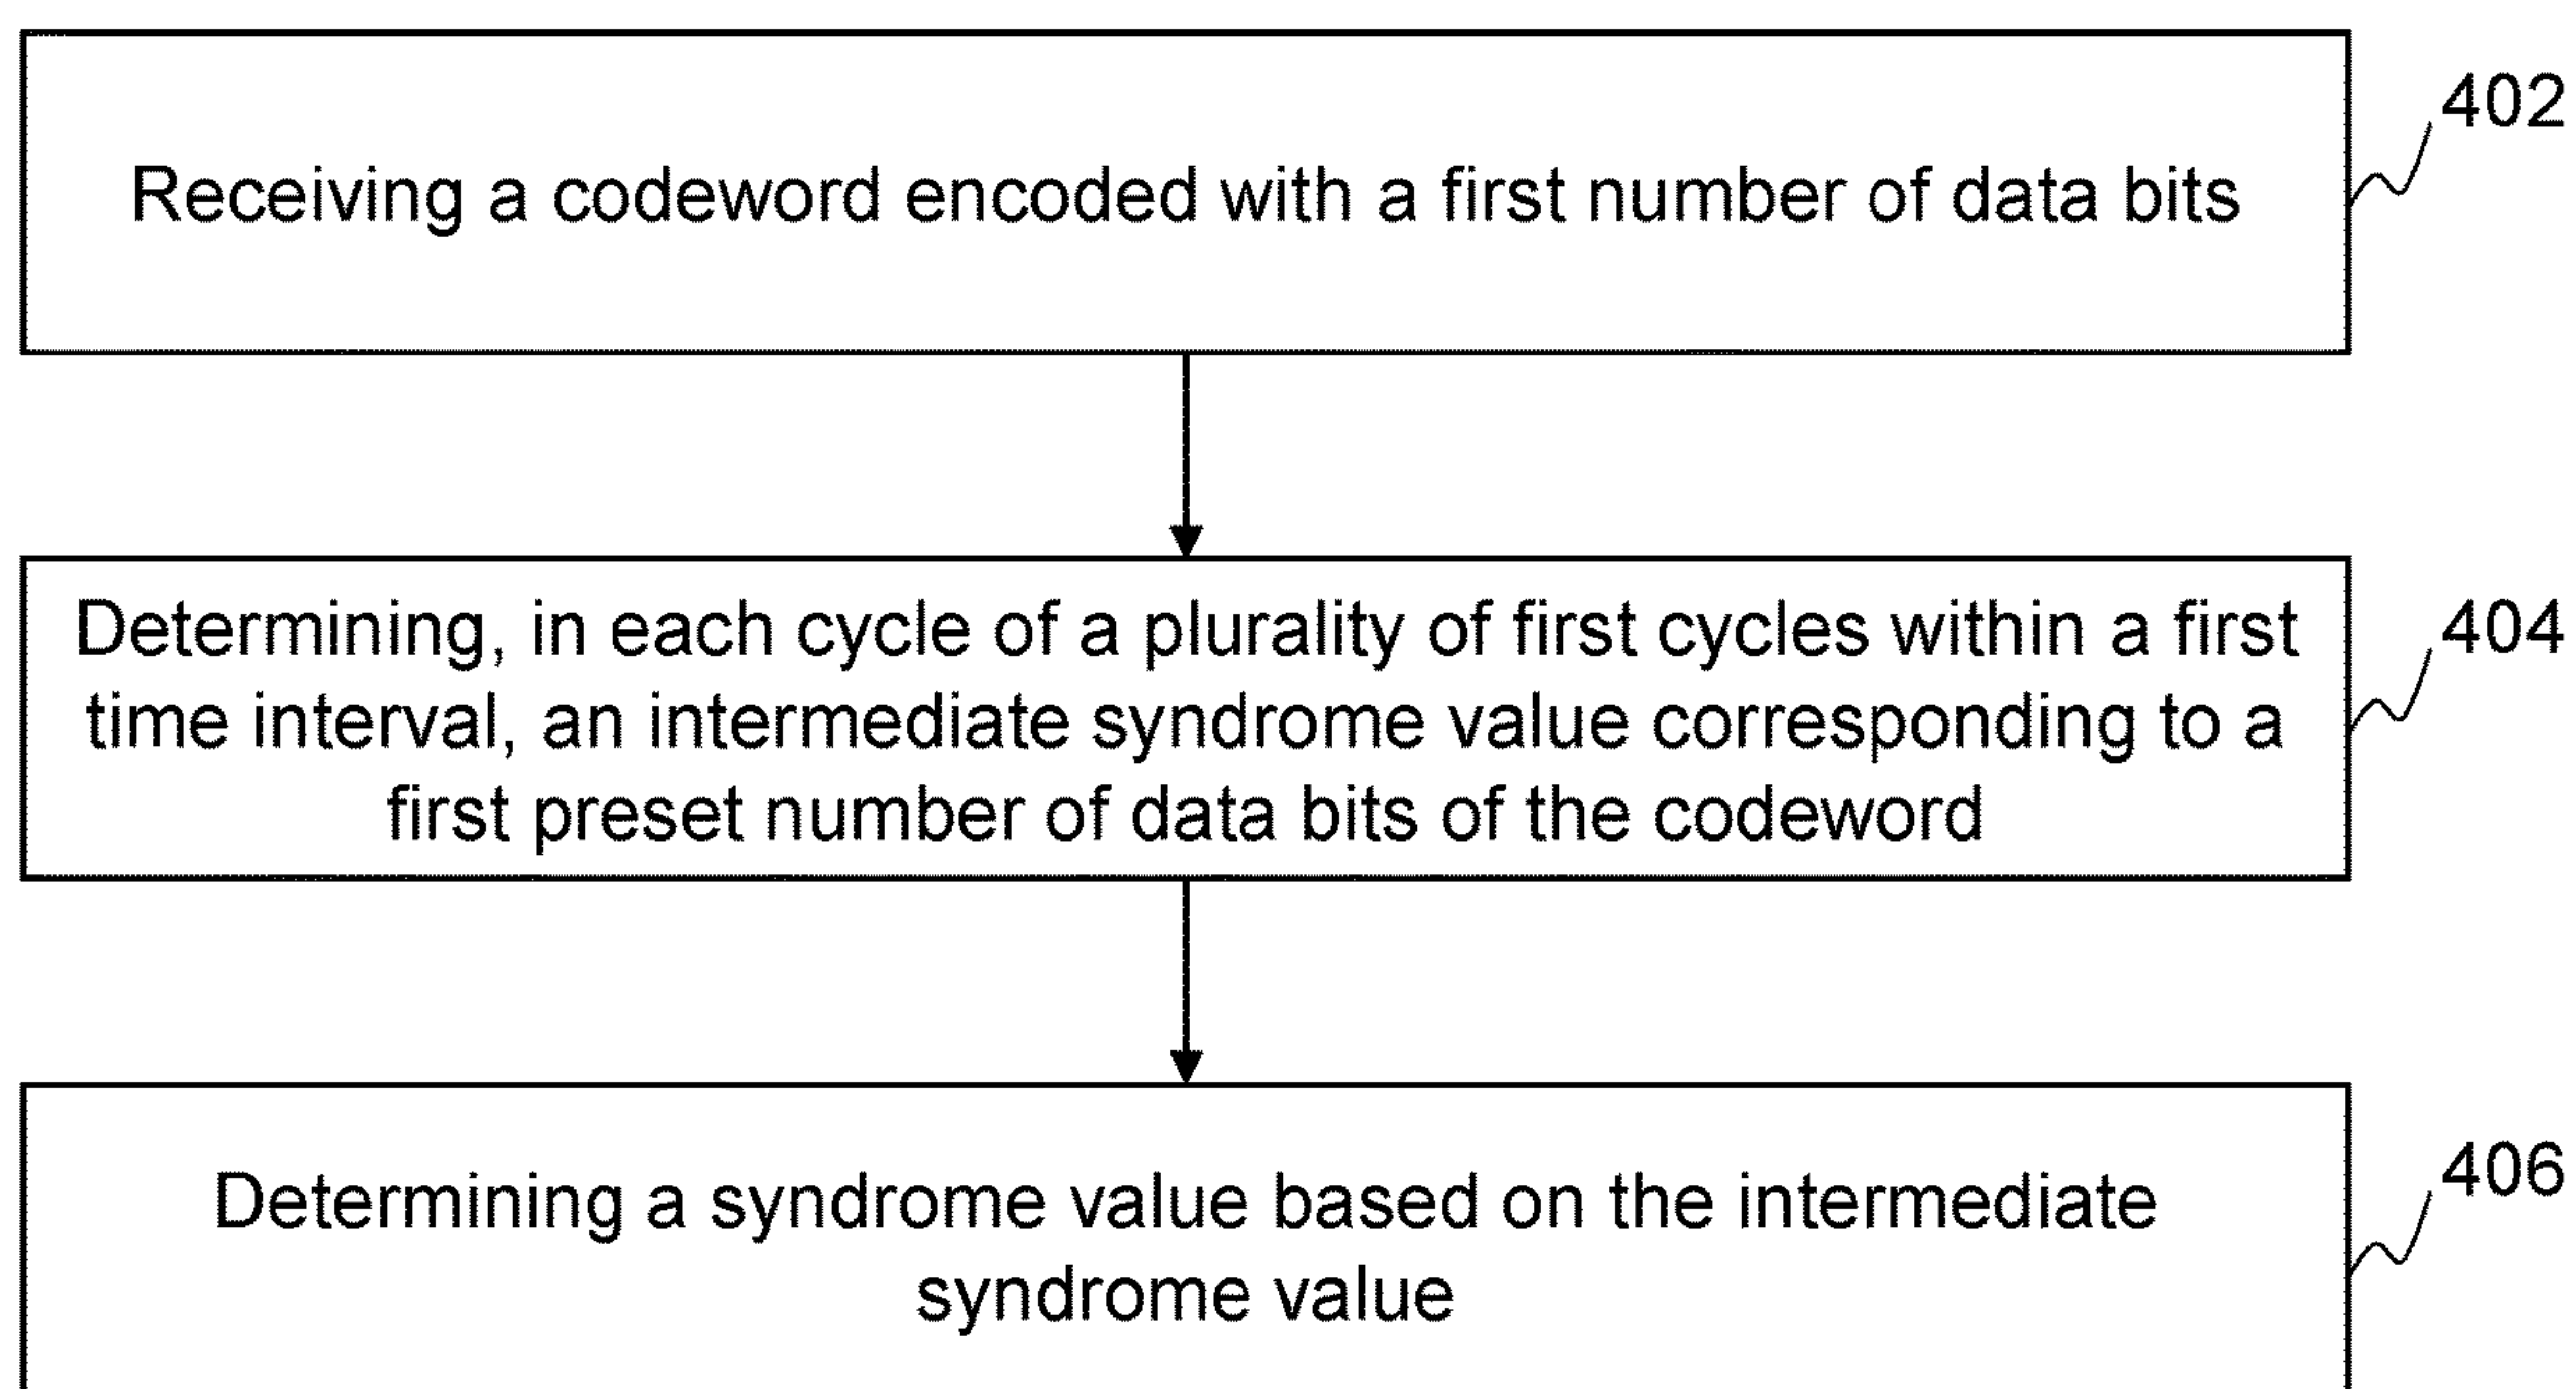 402
Receiving a codeword encoded with a first number of data bits
404
Determining, in each cycle of a plurality of first cycles within a first
time interval, an intermediate syndrome value corresponding to a
first preset number of data bits of the codeword
406
Determining a syndrome value based on the intermediate
syndrome value